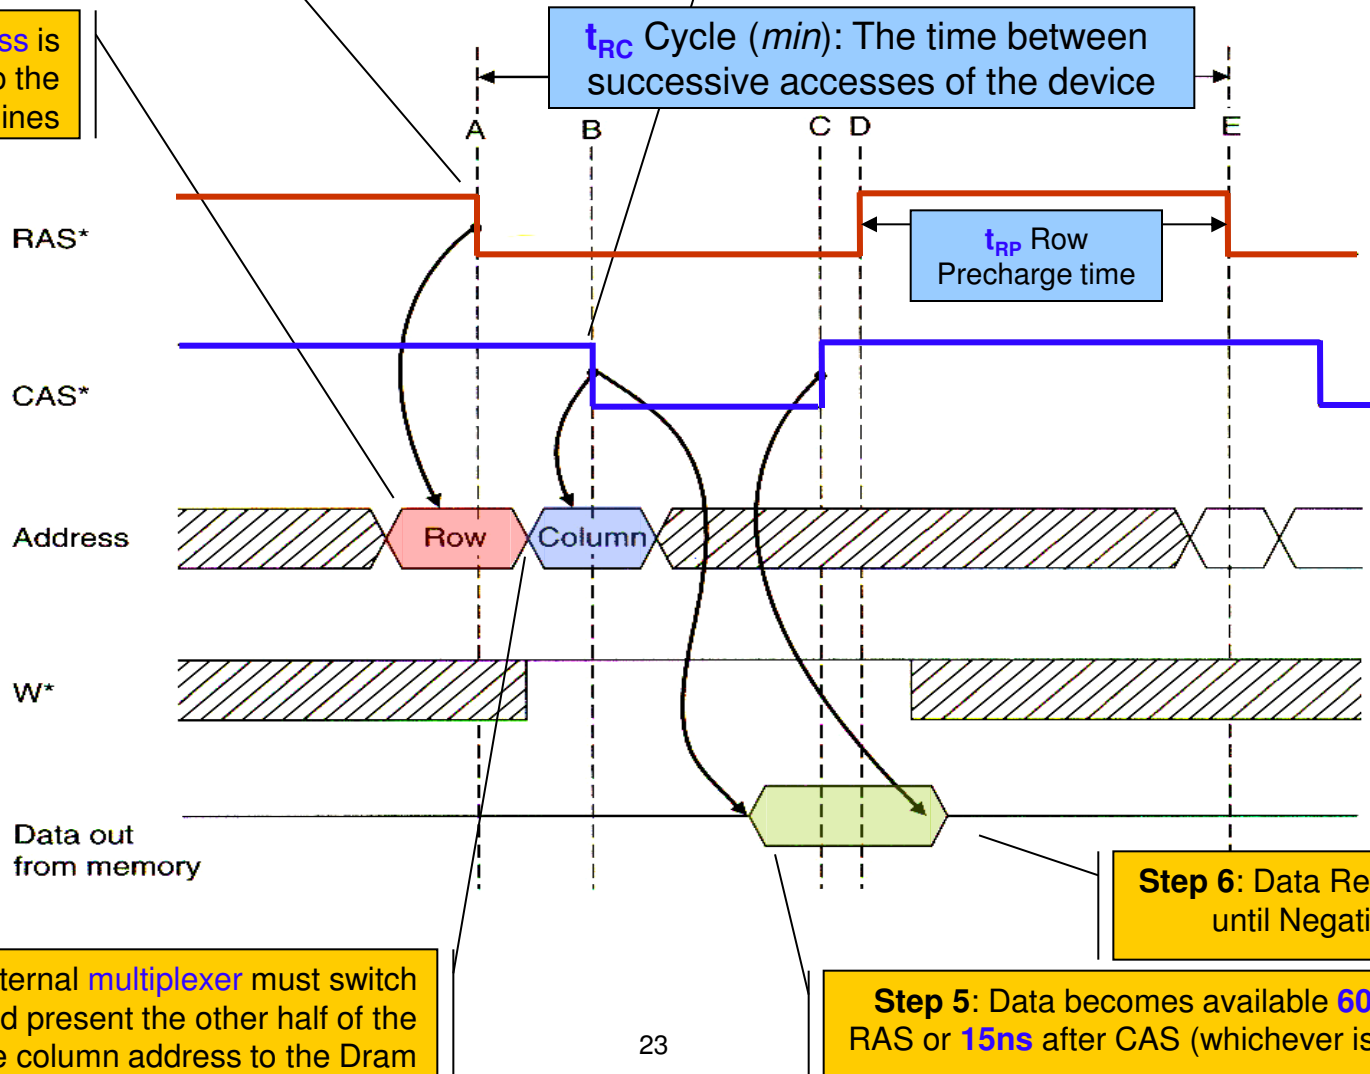 ss is
o the
ines
t_RC Cycle (min): The time between
successive accesses of the device
A B C D E
RAS*
t_RP Row
Precharge time
CAS*
Address
Row
Column
W*
Data out
from memory
Step 6: Data Re
until Negati
ternal multiplexer must switch
d present the other half of the
e column address to the Dram
23
Step 5: Data becomes available 60
RAS or 15ns after CAS (whichever is